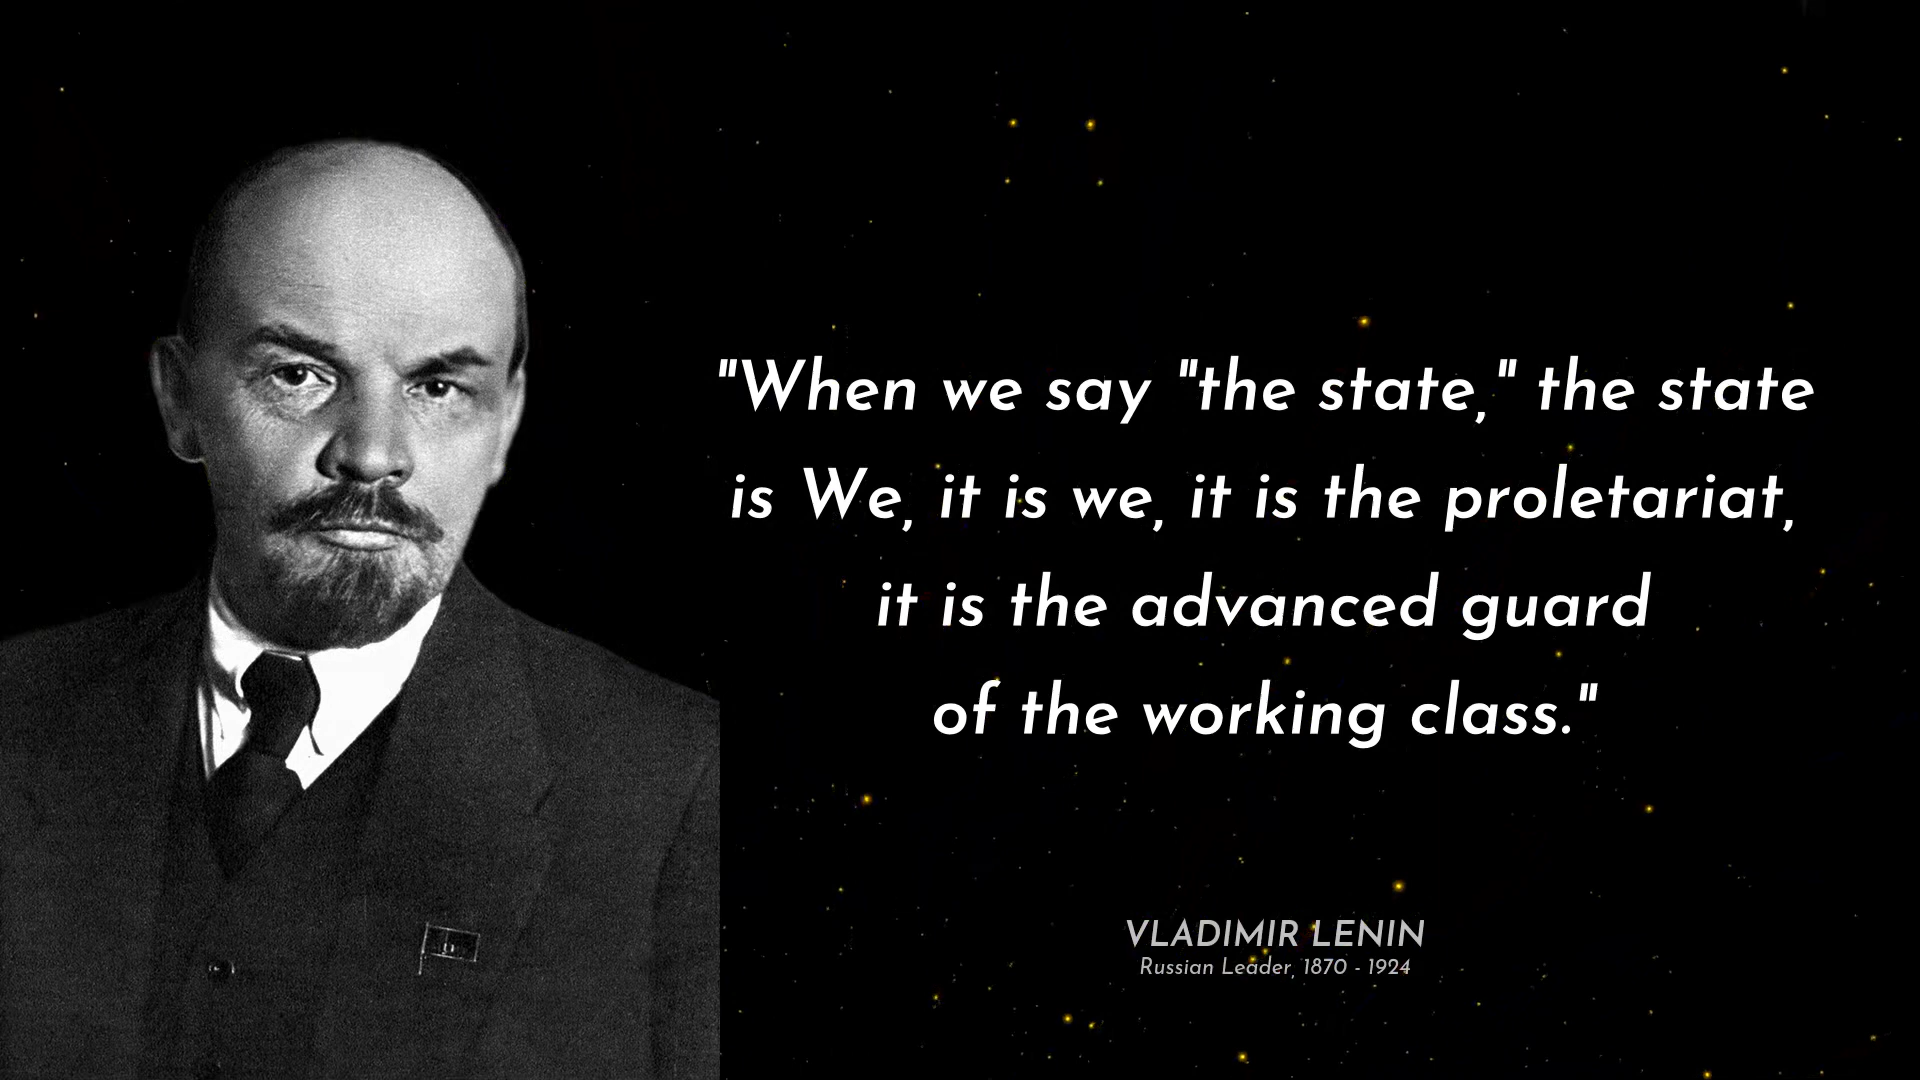 "When we say "the state," the state
is We, it is we, it is the proletariat,
it is the advanced guard
of the working class."
VLADIMIR LENIN
Russian Leader, 1870 - 1924